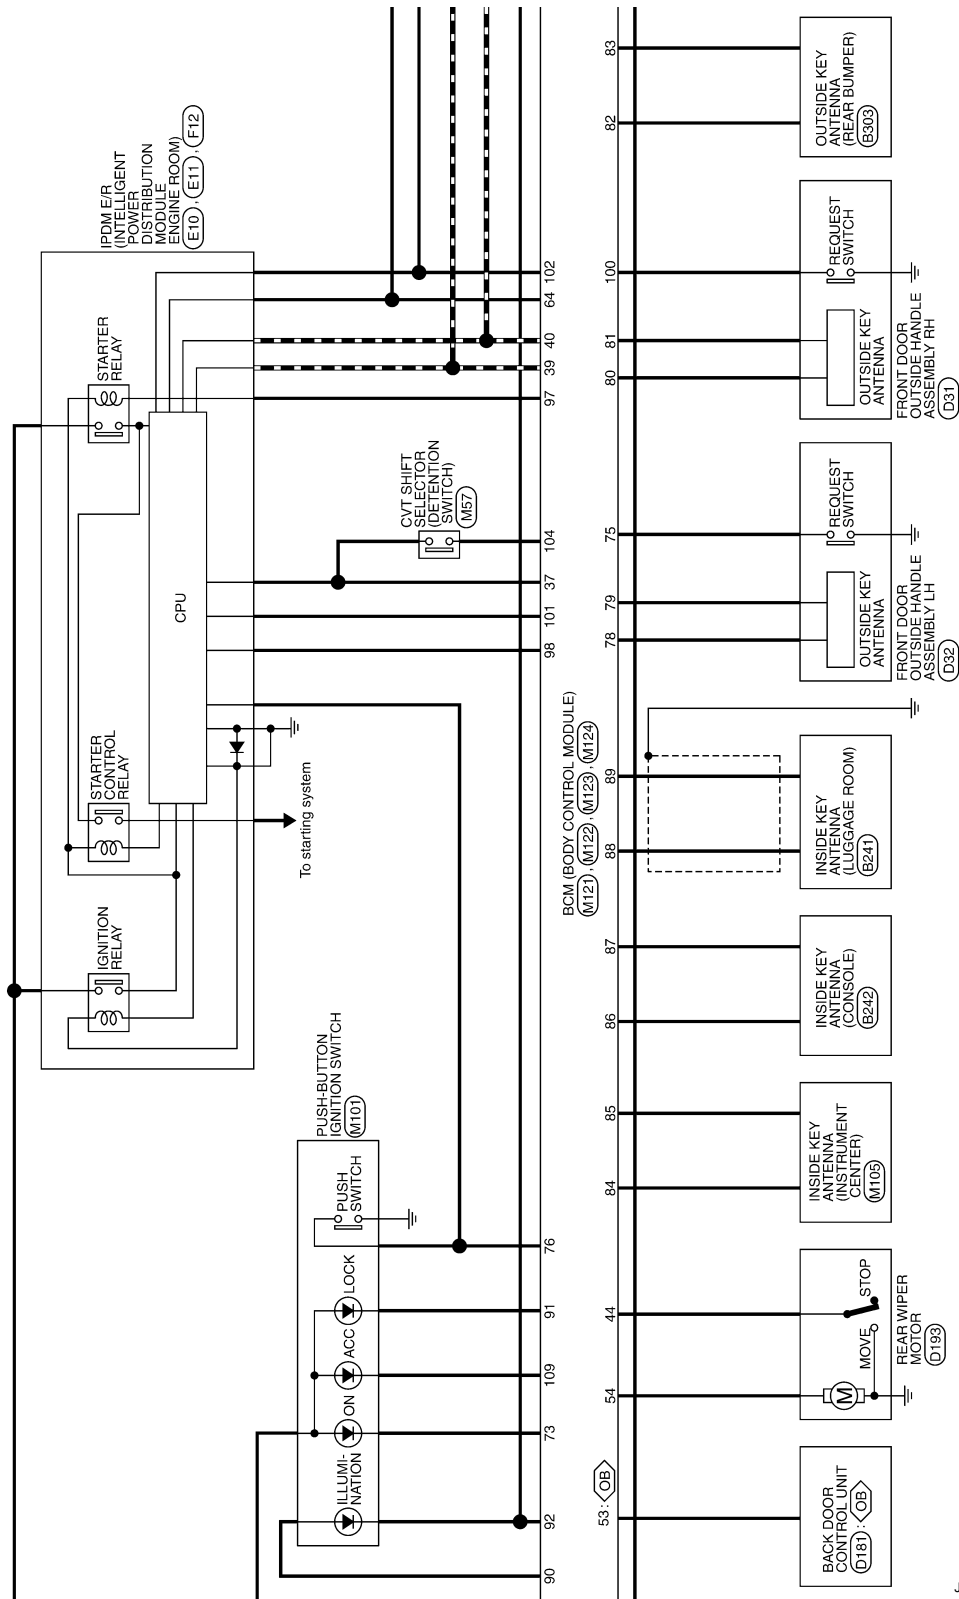 IPDM E/R
(INTELLIGENT
POWER
DISTRIBUTION
MODULE
ENGINE ROOM)
E10 , E11 , F12
STARTER
RELAY
CPU
STARTER
CONTROL
RELAY
IGNITION
RELAY
To starting system
CVT SHIFT
SELECTOR
(DETENTION
SWITCH)
M57
PUSH-BUTTON
IGNITION SWITCH
M101
PUSH
SWITCH
LOCK
ACC
ON
ILLUMI-
NATION
90
92
73
109
91
76
98
101
37
104
97
39
40
64
102
BCM (BODY CONTROL MODULE)
M121 , M122 , M123 , M124
53 : OB
54
44
84
85
86
87
88
89
78
79
75
80
81
100
82
83
BACK DOOR
CONTROL UNIT
D181 : OB
M
MOVE
STOP
REAR WIPER
MOTOR
D193
INSIDE KEY
ANTENNA
(INSTRUMENT
CENTER)
M105
INSIDE KEY
ANTENNA
(CONSOLE)
B242
INSIDE KEY
ANTENNA
(LUGGAGE ROOM)
B241
OUTSIDE KEY
ANTENNA
REQUEST
SWITCH
FRONT DOOR
OUTSIDE HANDLE
ASSEMBLY LH
D32
OUTSIDE KEY
ANTENNA
REQUEST
SWITCH
FRONT DOOR
OUTSIDE HANDLE
ASSEMBLY RH
D31
OUTSIDE KEY
ANTENNA
(REAR BUMPER)
B303